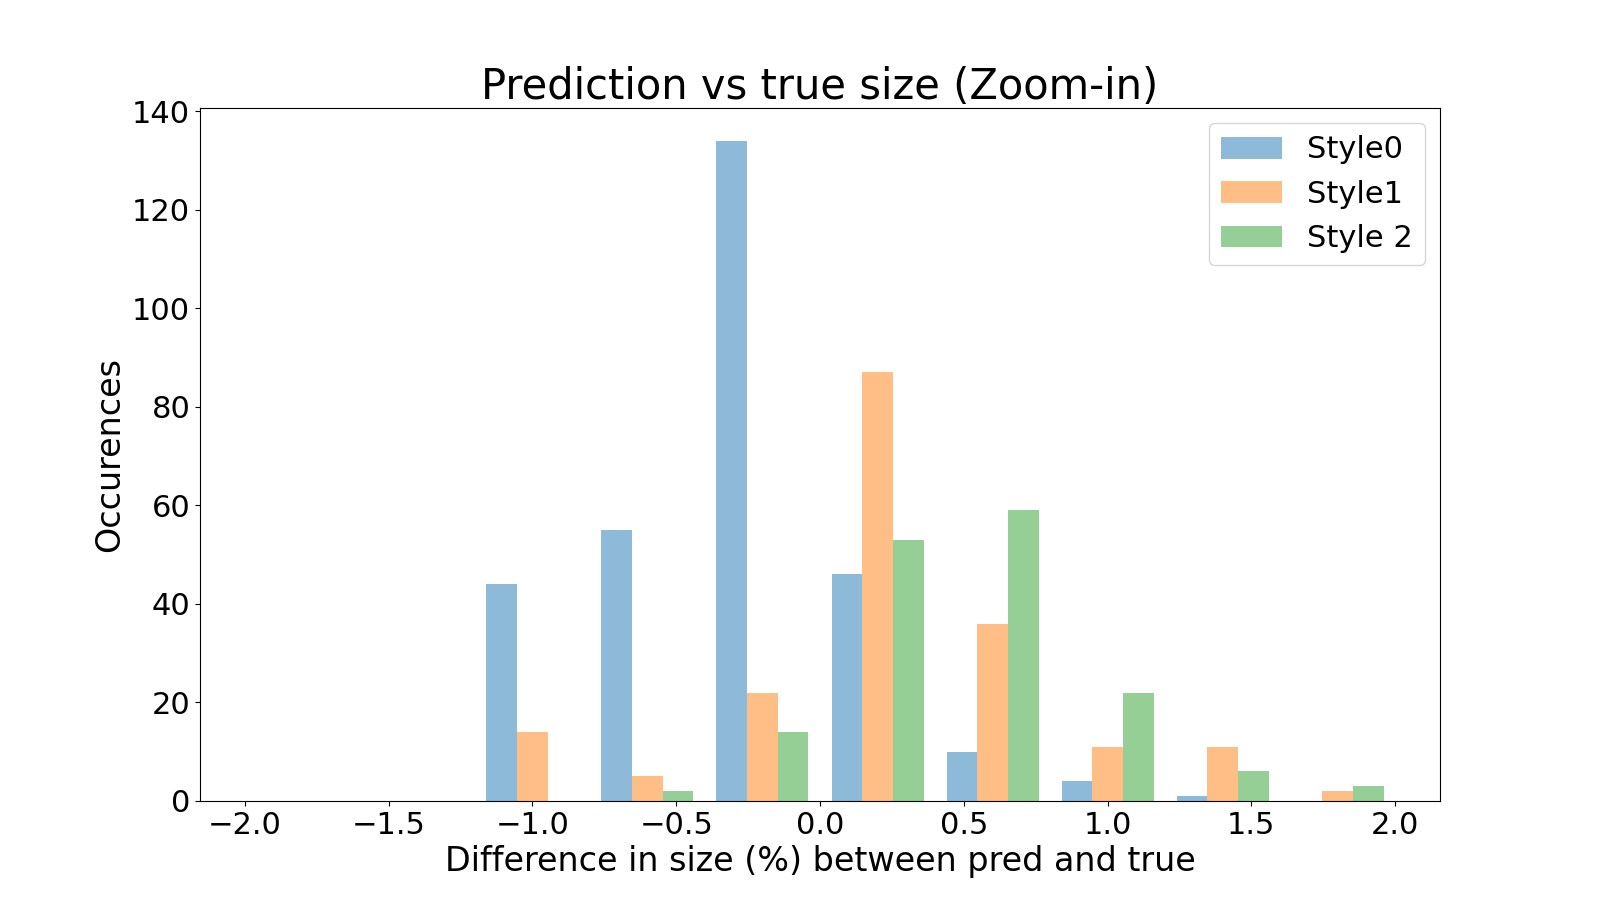 Prediction vs true size (Zoom-in)
140
120
100
80
60
40
20
0
Occurences
Style0
Style1
Style 2
−2.0 −1.5 −1.0 −0.5 0.0 0.5 1.0 1.5 2.0
Difference in size (%) between pred and true